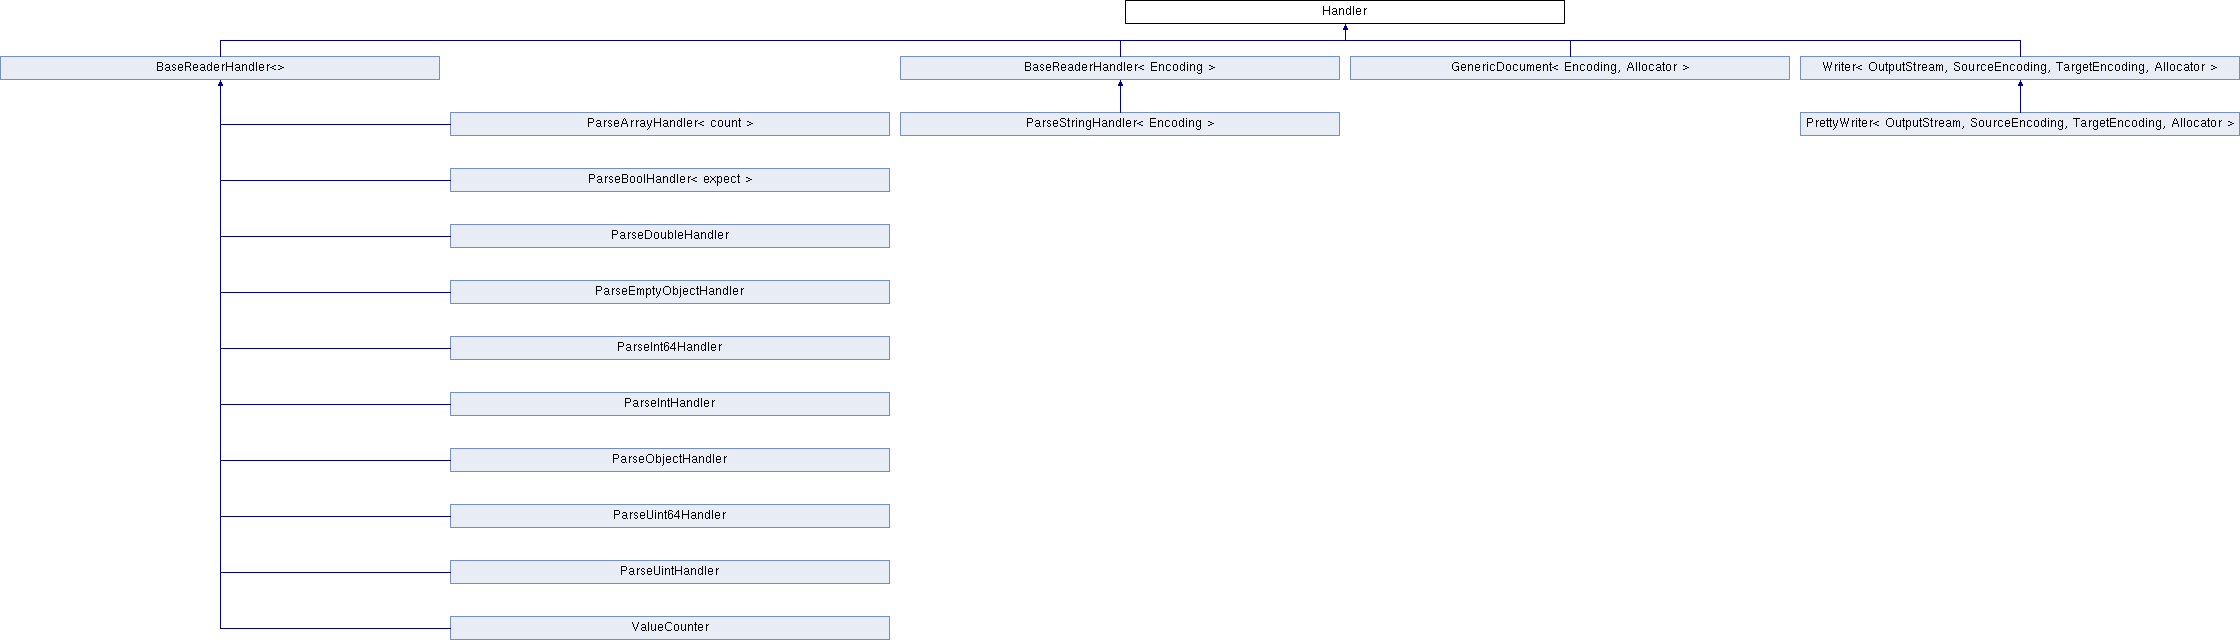 Handler
BaseReaderHandler<>
BaseReaderHandler< Encoding >
GenericDocument< Encoding, Allocator >
Writer< OutputStream, SourceEncoding, TargetEncoding, Allocator >
ParseArrayHandler< count >
ParseStringHandler< Encoding >
PrettyWriter< OutputStream, SourceEncoding, TargetEncoding, Allocator >
ParseBoolHandler< expect >
ParseDoubleHandler
ParseEmptyObjectHandler
ParseInt64Handler
ParseIntHandler
ParseObjectHandler
ParseUint64Handler
ParseUintHandler
ValueCounter